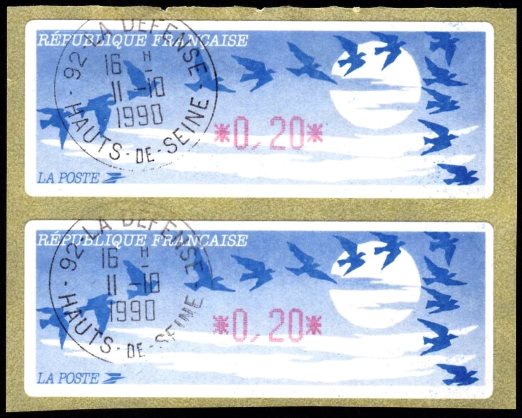 92 LA DEFENSE
RÉPUBLIQUE FRANÇAISE
16 H
11-10
1990
*0,20*
HAUTS-DE-SEINE
LA POSTE
92 LA DEFENSE
RÉPUBLIQUE FRANÇAISE
16 H
11-10
1990
*0,20*
HAUTS-DE-SEINE
LA POSTE